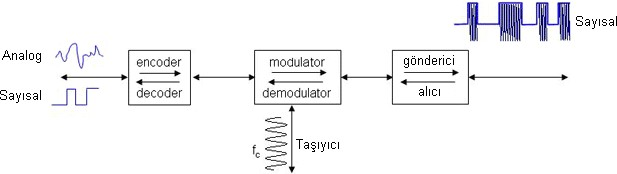 Sayısal
Analog
Sayısal
encoder
decoder
modulator
demodulator
gönderici
alıcı
fc
Taşıyıcı